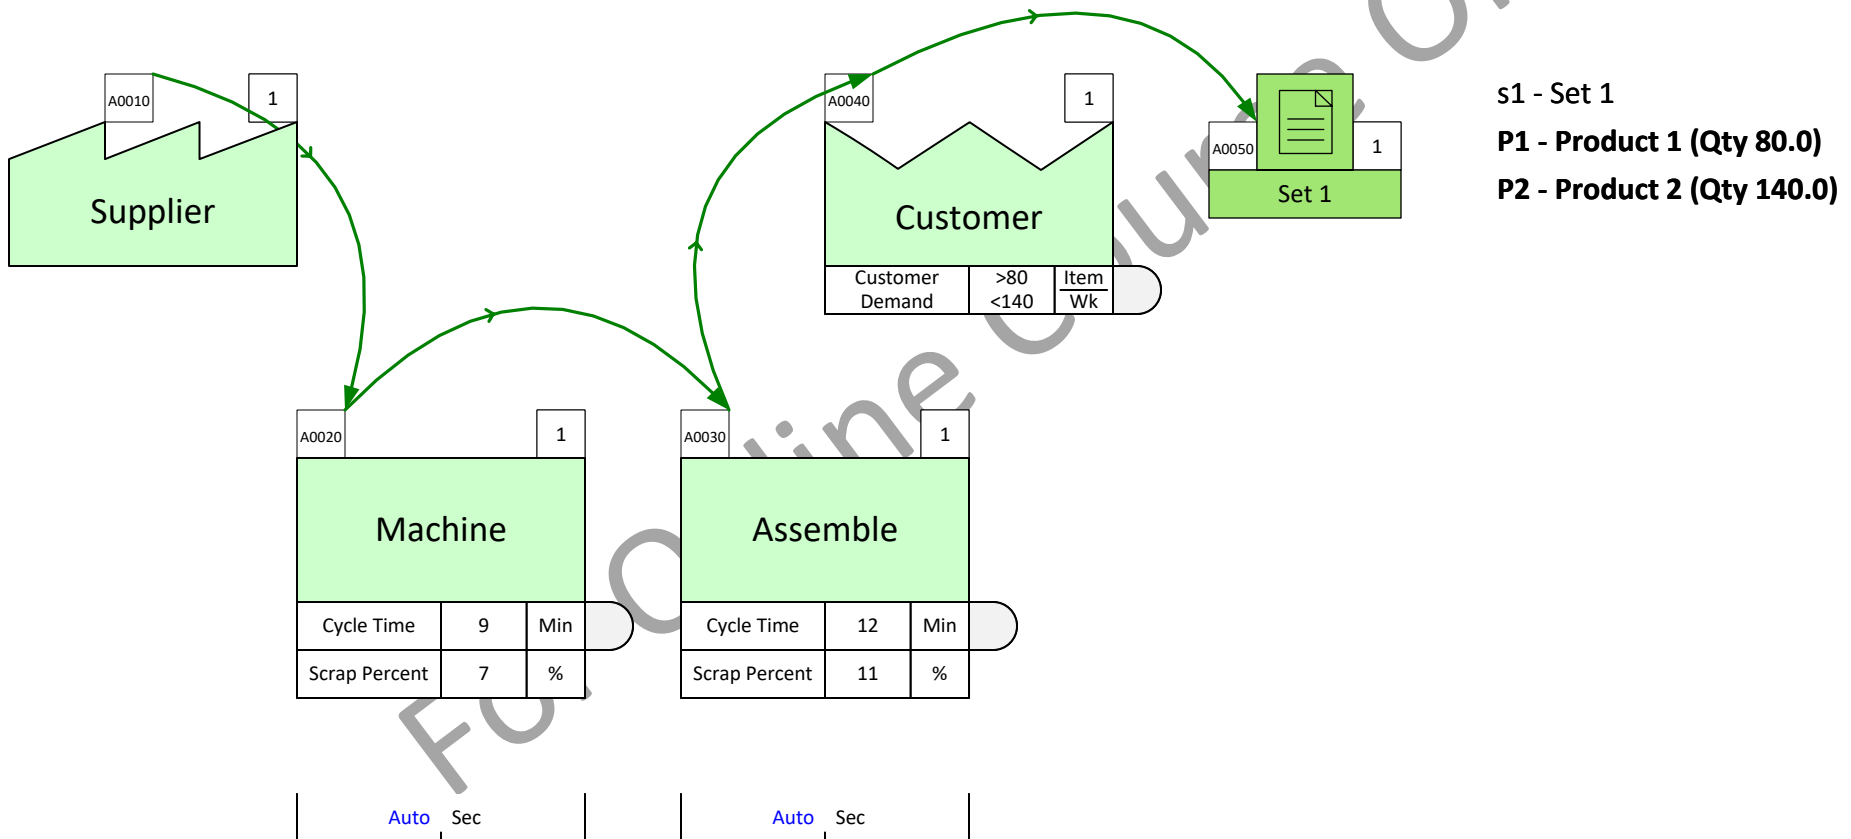 A0010
1
Supplier
A0040
1
Customer
Customer Demand >80 <140 Item Wk
A0050
1
Set 1
s1 - Set 1
P1 - Product 1 (Qty 80.0)
P2 - Product 2 (Qty 140.0)
A0020
1
Machine
Cycle Time 9 Min
Scrap Percent 7 %
Auto Sec
A0030
1
Assemble
Cycle Time 12 Min
Scrap Percent 11 %
Auto Sec
For Online Course